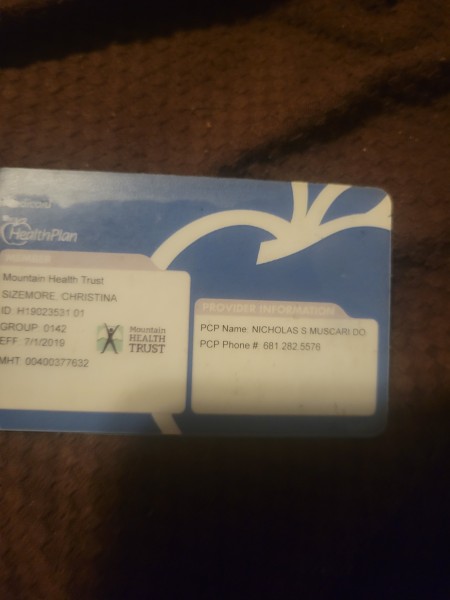 HealthPlan
Mountain Health Trust
SIZEMORE, CHRISTINA
ID H19023531 01
GROUP 0142
EFF 7/1/2019
MHT 00400377632
Mountain
HEALTH
TRUST
PROVIDER INFORMATION
PCP Name: NICHOLAS S MUSCARI DO
PCP Phone #: 681.282.5576